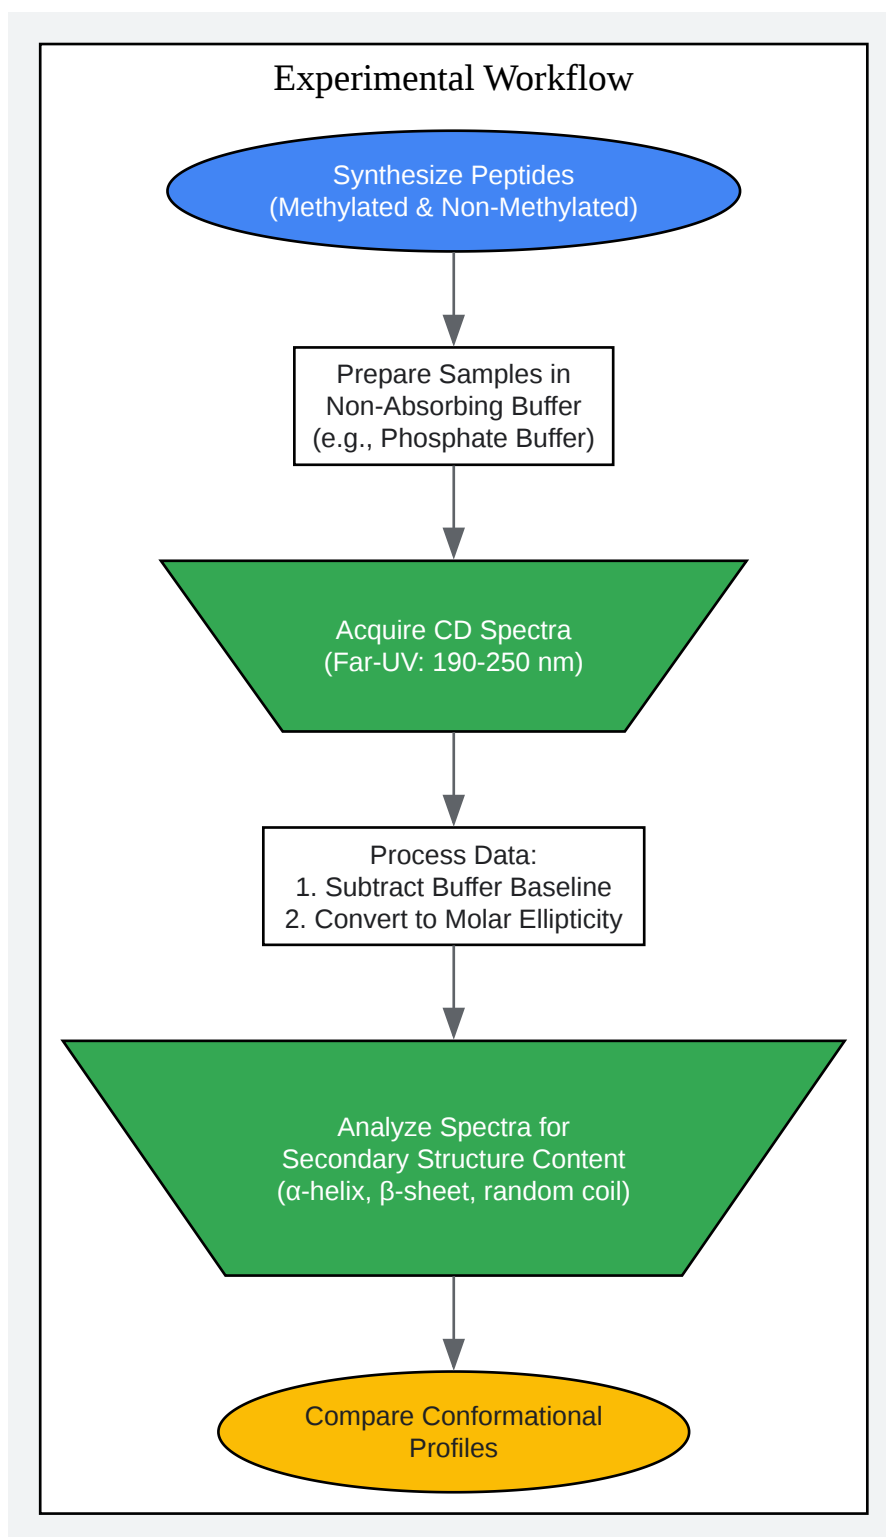 Experimental Workflow
Synthesize Peptides
(Methylated & Non-Methylated)
Prepare Samples in
Non-Absorbing Buffer
(e.g., Phosphate Buffer)
Acquire CD Spectra
(Far-UV: 190-250 nm)
Process Data:
1. Subtract Buffer Baseline
2. Convert to Molar Ellipticity
Analyze Spectra for
Secondary Structure Content
(α-helix, β-sheet, random coil)
Compare Conformational
Profiles